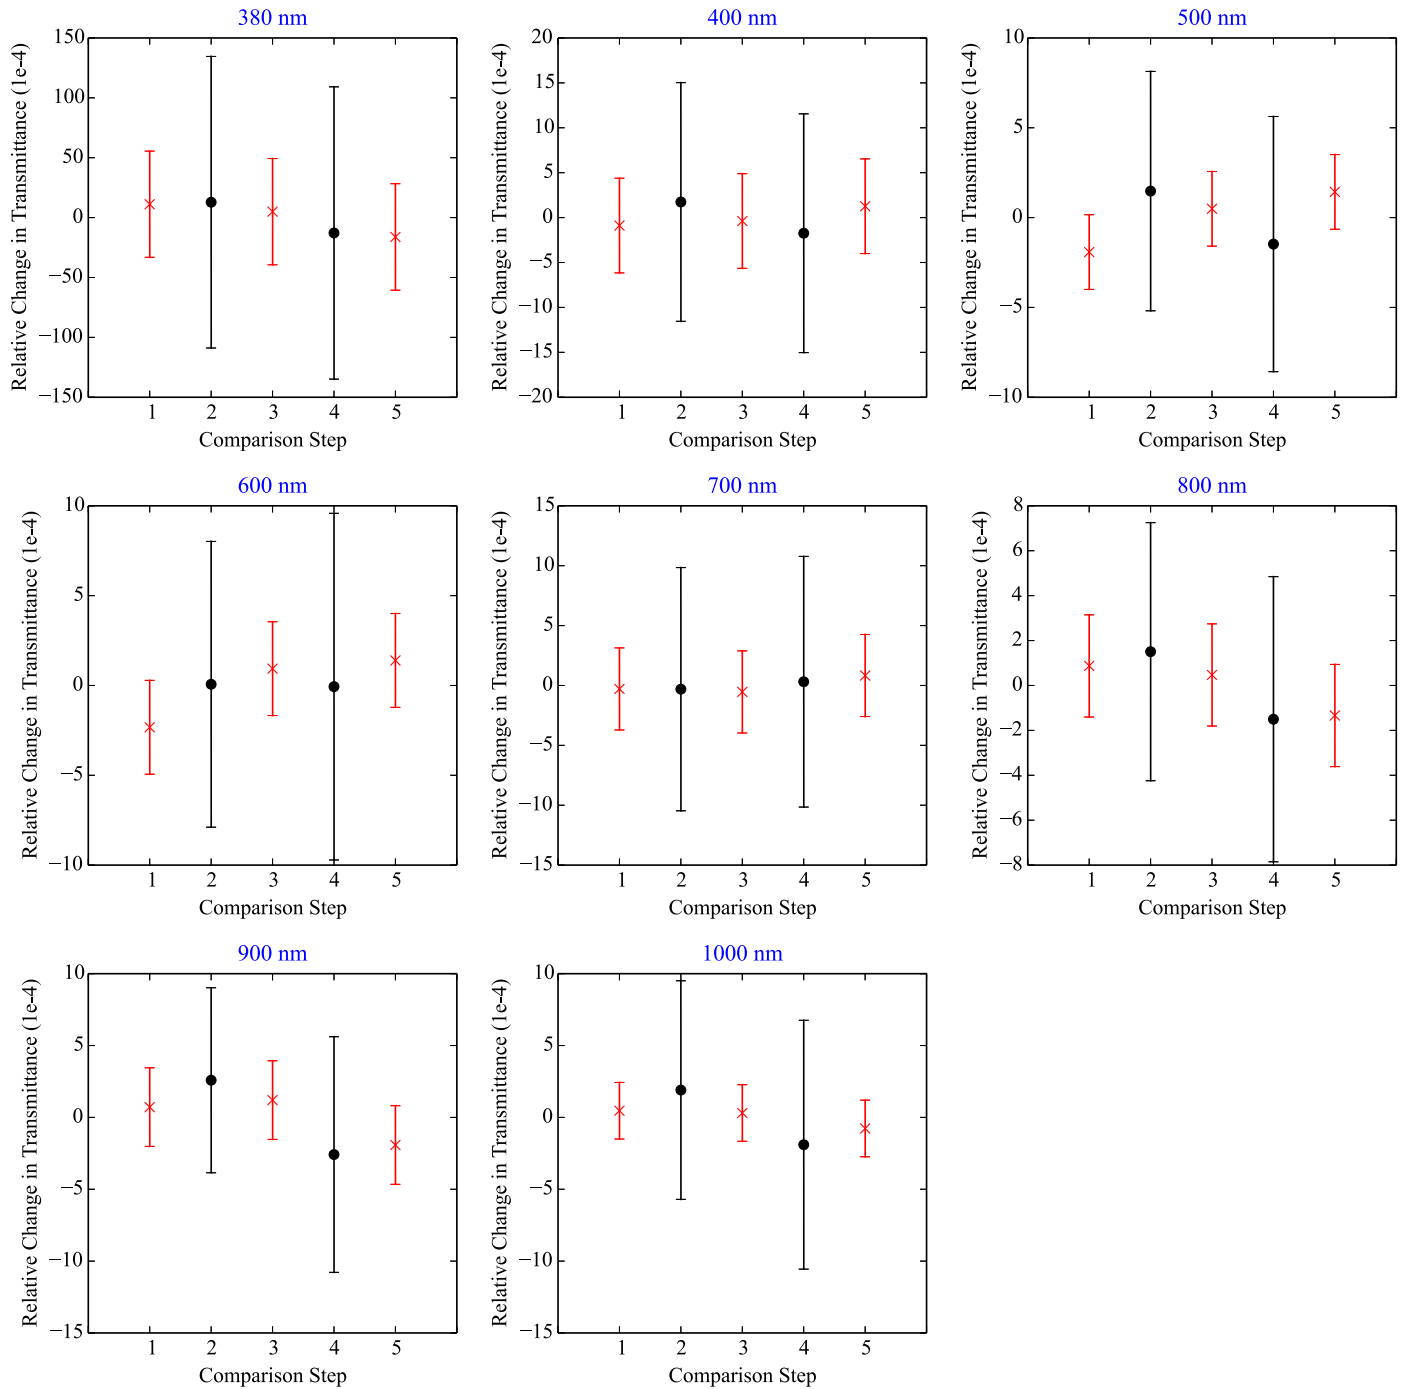 380 nm
Relative Change in Transmittance (1e-4)
150
100
50
0
−50
−100
−150
1 2 3 4 5
Comparison Step
400 nm
Relative Change in Transmittance (1e-4)
20
15
10
5
0
−5
−10
−15
−20
1 2 3 4 5
Comparison Step
500 nm
Relative Change in Transmittance (1e-4)
10
5
0
−5
−10
1 2 3 4 5
Comparison Step
600 nm
Relative Change in Transmittance (1e-4)
10
5
0
−5
−10
1 2 3 4 5
Comparison Step
700 nm
Relative Change in Transmittance (1e-4)
15
10
5
0
−5
−10
−15
1 2 3 4 5
Comparison Step
800 nm
Relative Change in Transmittance (1e-4)
8
6
4
2
0
−2
−4
−6
−8
1 2 3 4 5
Comparison Step
900 nm
Relative Change in Transmittance (1e-4)
10
5
0
−5
−10
−15
1 2 3 4 5
Comparison Step
1000 nm
Relative Change in Transmittance (1e-4)
10
5
0
−5
−10
−15
1 2 3 4 5
Comparison Step